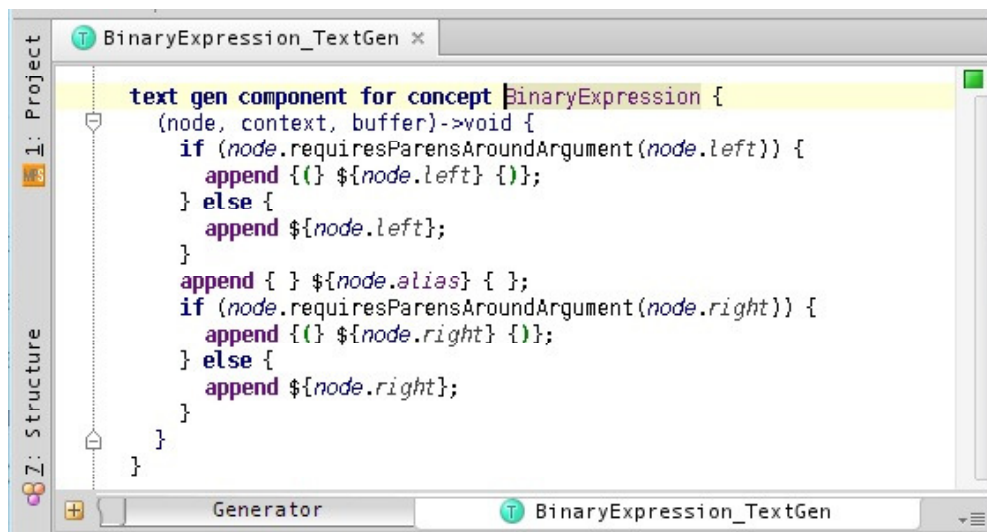 BinaryExpression_TextGen
1: Project
MPS
7: Structure
text gen component for concept BinaryExpression {
(node, context, buffer)->void {
if (node.requiresParensAroundArgument(node.left)) {
append {(} ${node.left} {)};
} else {
append ${node.left};
}
append { } ${node.alias} { };
if (node.requiresParensAroundArgument(node.right)) {
append {(} ${node.right} {)};
} else {
append ${node.right};
}
}
}
Generator
T BinaryExpression_TextGen